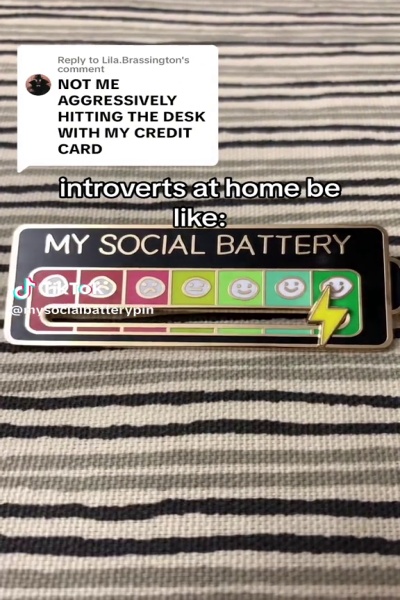 Reply to Lila.Brassington's
comment
NOT ME
AGGRESSIVELY
HITTING THE DESK
WITH MY CREDIT
CARD
introverts at home be
like:
MY SOCIAL BATTERY
TikTok
@mysocialbatterypin